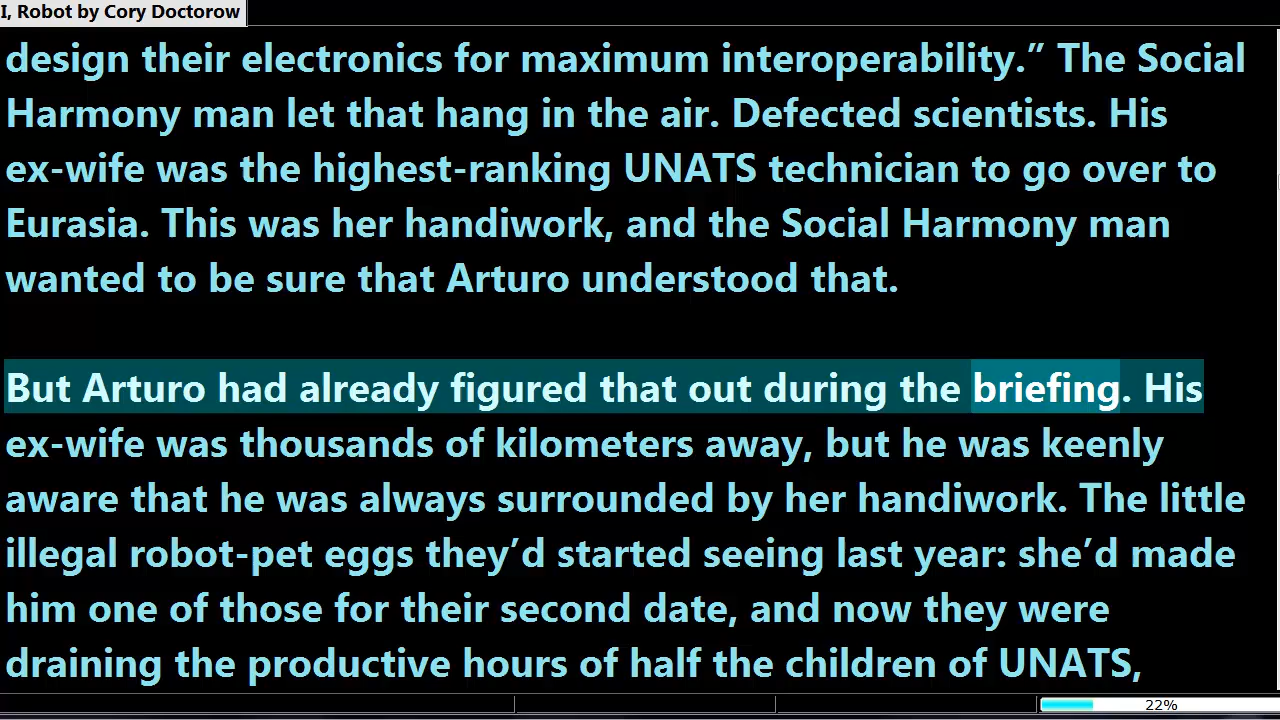 I, Robot by Cory Doctorow
design their electronics for maximum interoperability.” The Social
Harmony man let that hang in the air. Defected scientists. His
ex-wife was the highest-ranking UNATS technician to go over to
Eurasia. This was her handiwork, and the Social Harmony man
wanted to be sure that Arturo understood that.
But Arturo had already figured that out during the briefing. His
ex-wife was thousands of kilometers away, but he was keenly
aware that he was always surrounded by her handiwork. The little
illegal robot-pet eggs they’d started seeing last year: she’d made
him one of those for their second date, and now they were
draining the productive hours of half the children of UNATS,
22%